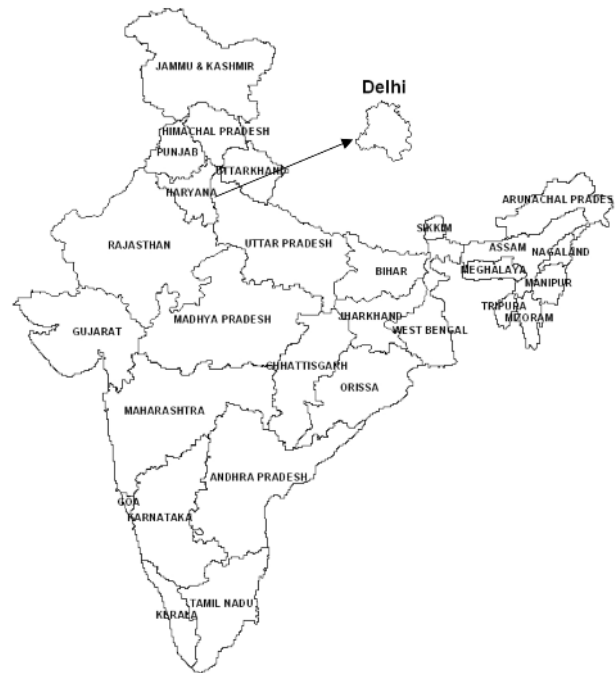 JAMMU & KASHMIR
Delhi
HIMACHAL PRADESH
PUNJAB
UTTARKHAND
HARYANA
ARUNACHAL PRADES
SIKKIM
RAJASTHAN
UTTAR PRADESH
ASSAM
NAGALAND
BIHAR
MEGHALAYA
MANIPUR
TRIPURA
MIZORAM
GUJARAT
MADHYA PRADESH
JHARKHAND
WEST BENGAL
CHHATTISGARH
ORISSA
MAHARASHTRA
ANDHRA PRADESH
GOA
KARNATAKA
TAMIL NADU
KERALA